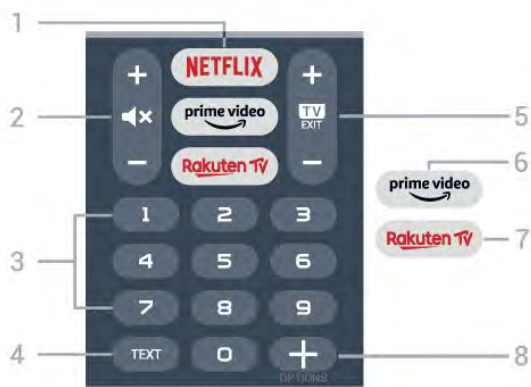 1
NETFLIX
+ +
2
prime video
TV
EXIT
5
- -
6
prime video
Rakuten TV
Rakuten TV
7
1 2 3
3
4 5 6
7 8 9
4
TEXT 0 +
8
OPTIONS